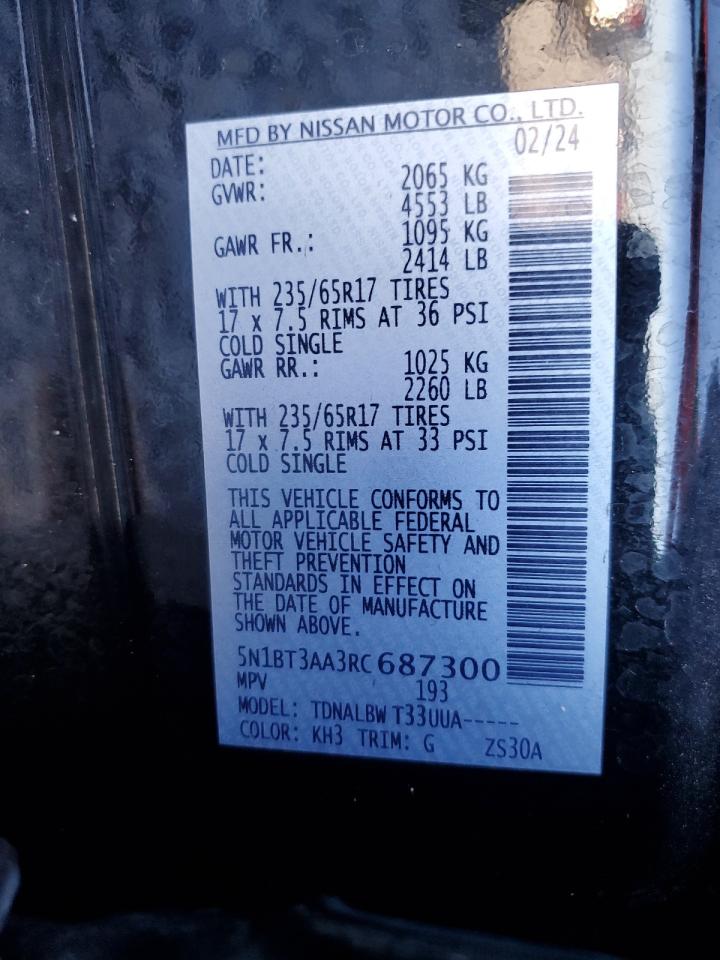 MFD BY NISSAN MOTOR CO., LTD.
DATE: 02/24
GVWR: 2065 KG
4553 LB
GAWR FR.: 1095 KG
2414 LB
WITH 235/65R17 TIRES
17 x 7.5 RIMS AT 36 PSI
COLD SINGLE
GAWR RR.: 1025 KG
2260 LB
WITH 235/65R17 TIRES
17 x 7.5 RIMS AT 33 PSI
COLD SINGLE
THIS VEHICLE CONFORMS TO
ALL APPLICABLE FEDERAL
MOTOR VEHICLE SAFETY AND
THEFT PREVENTION
STANDARDS IN EFFECT ON
THE DATE OF MANUFACTURE
SHOWN ABOVE.
5N1BT3AA3RC687300
MPV 193
MODEL: TDNALBW T33UUA-----
COLOR: KH3 TRIM: G ZS30A